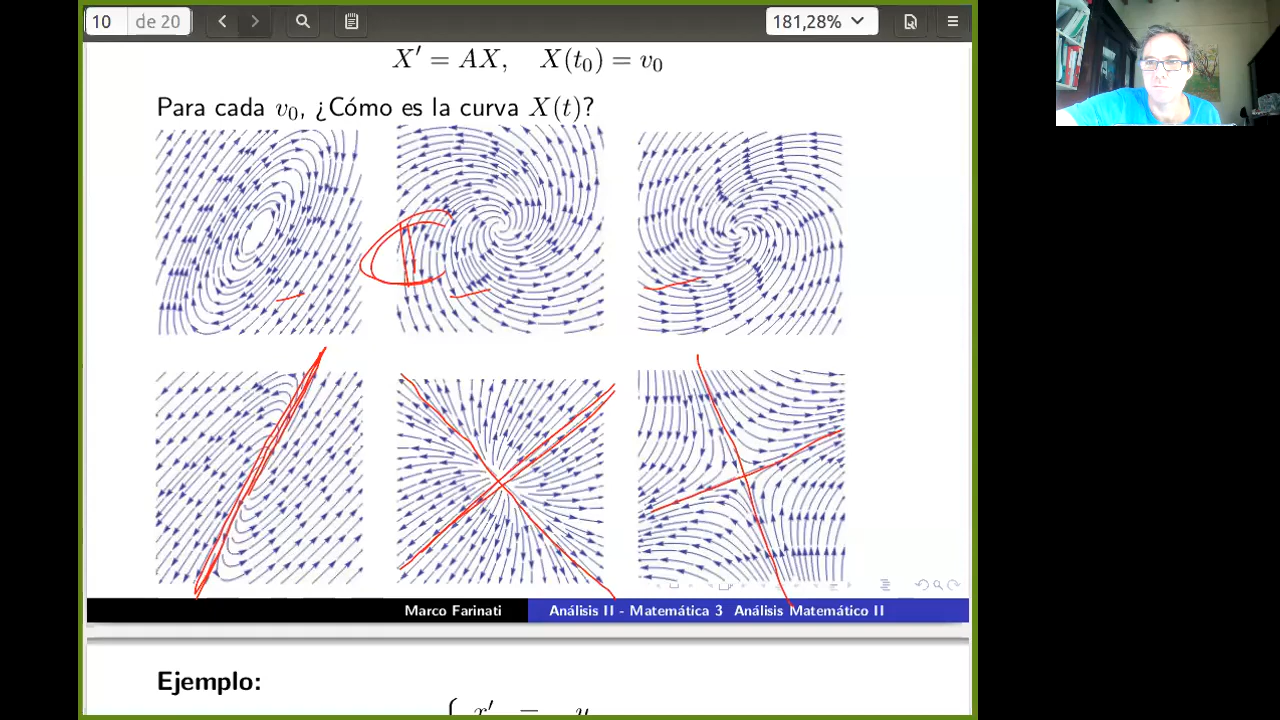 10 de 20 181,28%
X′ = AX, X(t₀) = v₀
Para cada v₀, ¿Cómo es la curva X(t)?
Marco Farinati Análisis II - Matemática 3 Análisis Matemático II
Ejemplo:
{ x′ = y